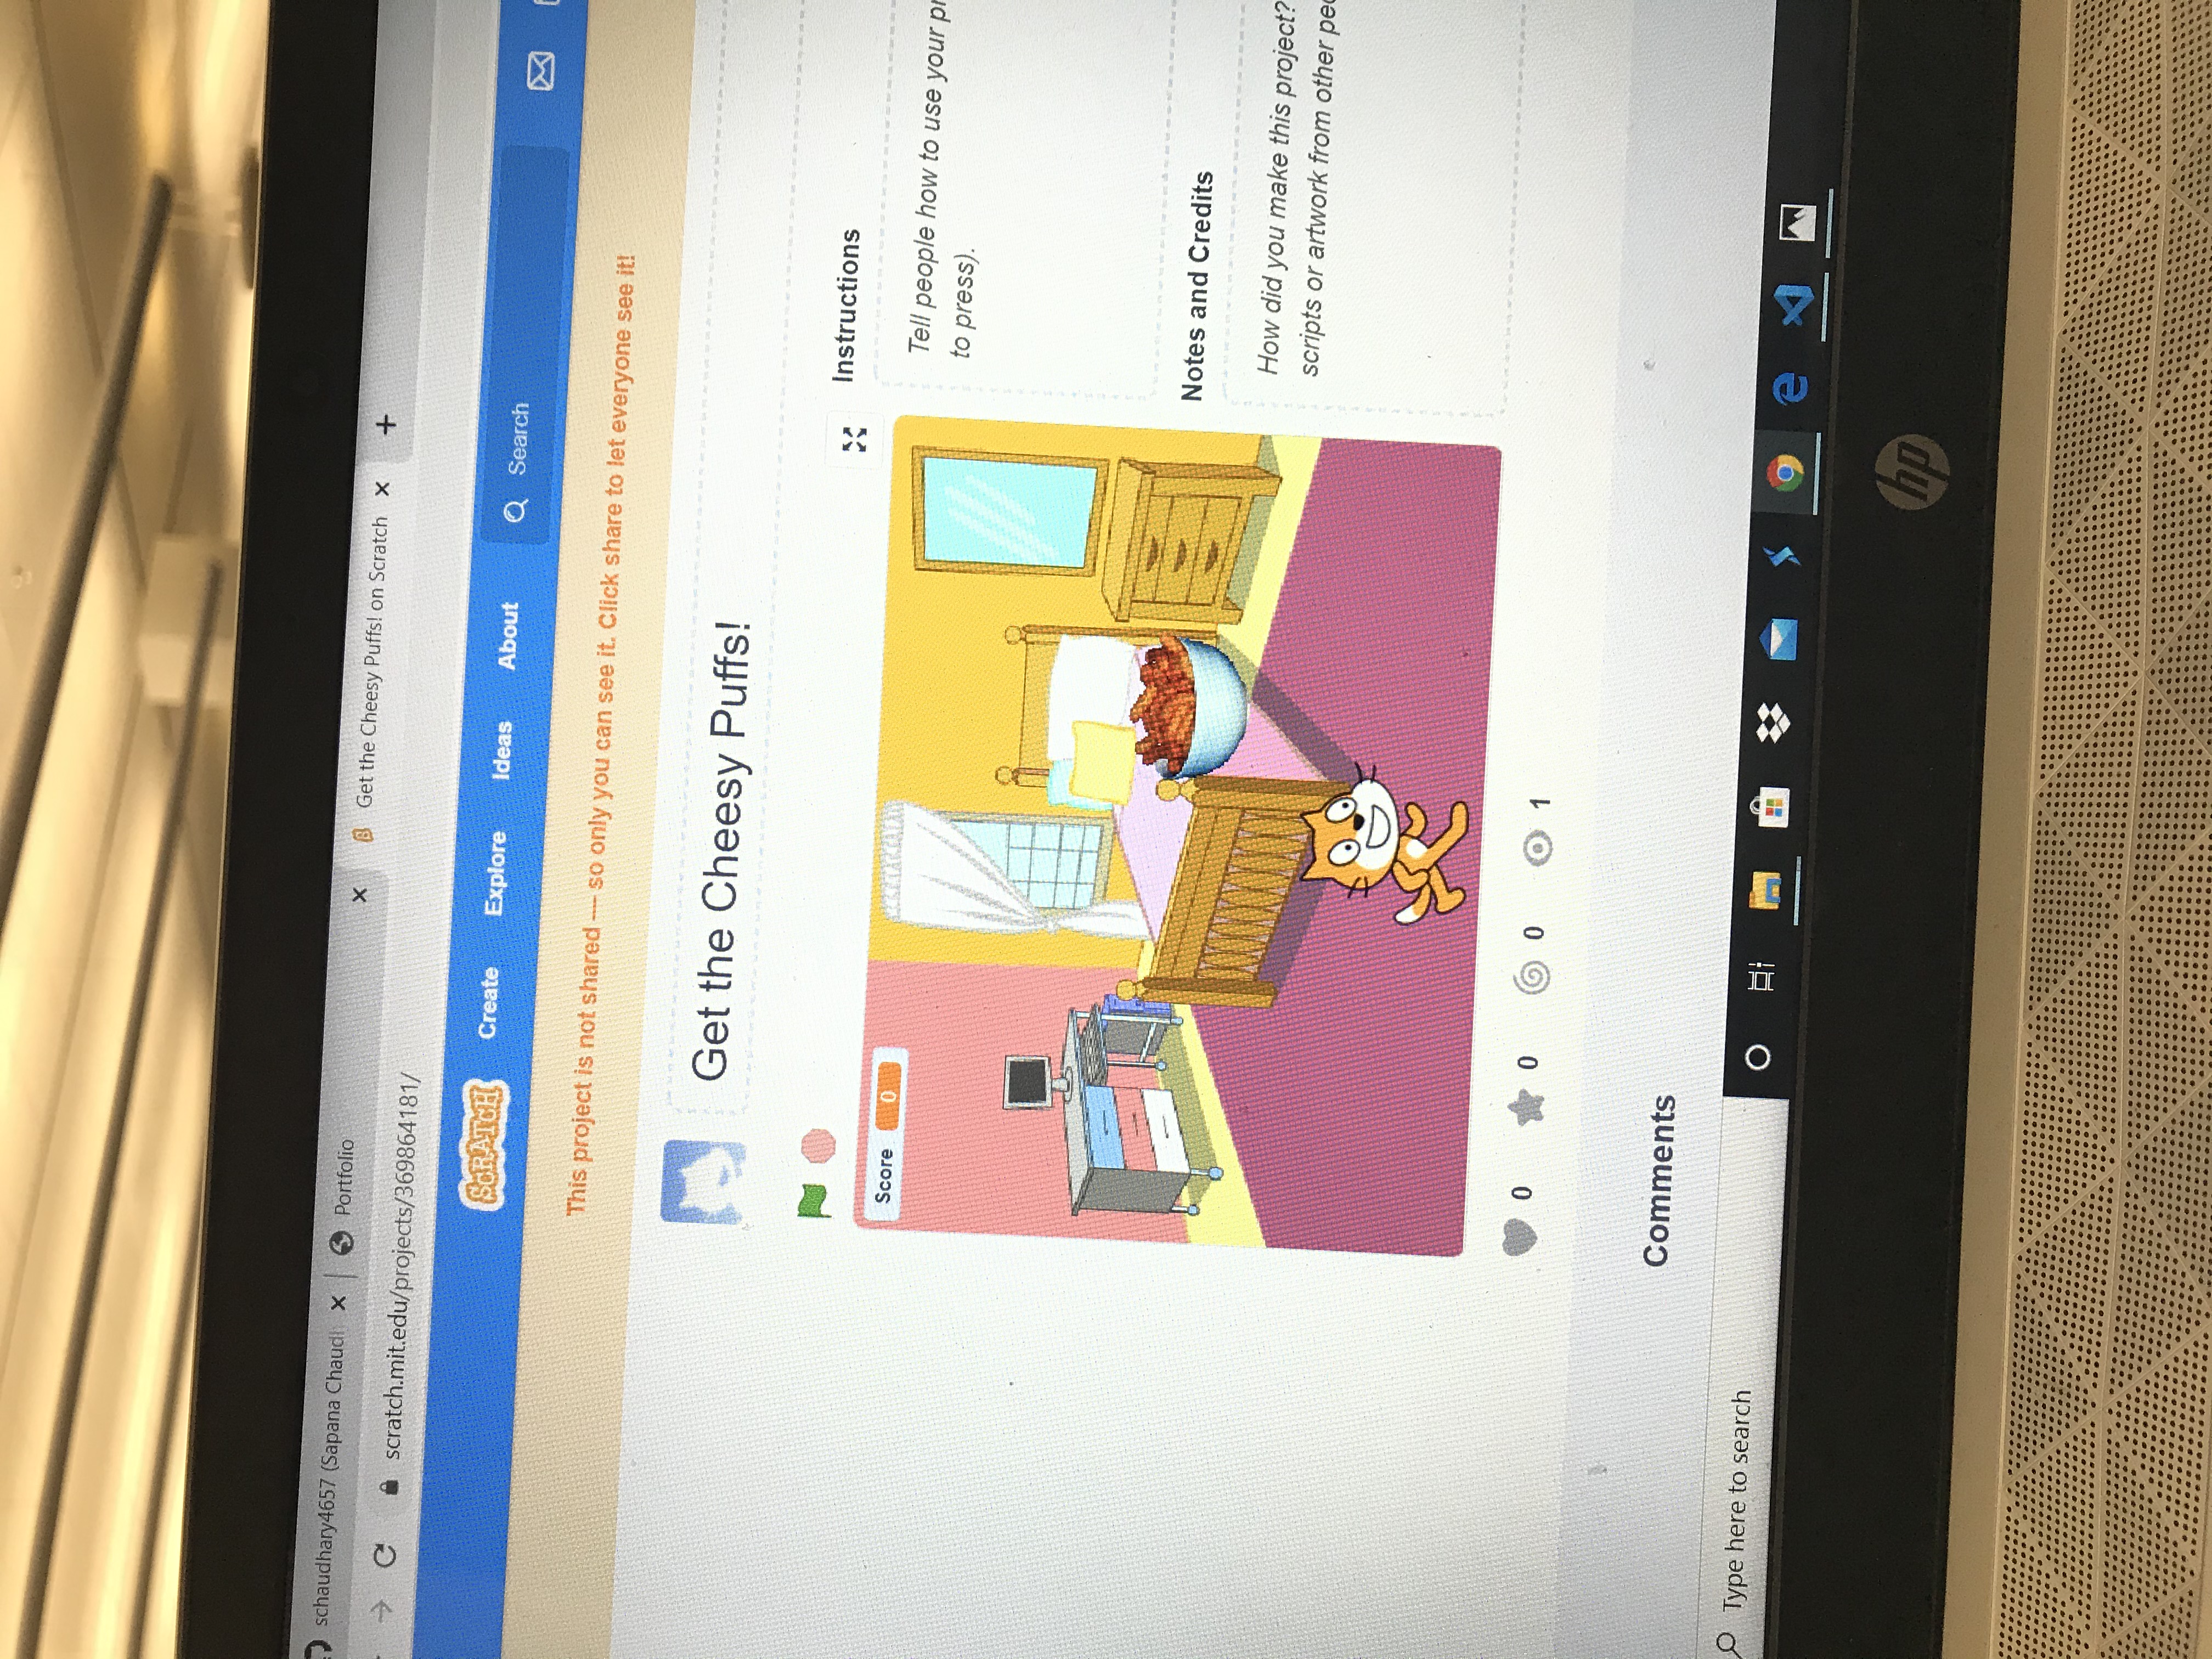 schaudhary4657 (Sapana Chaudh
Portfolio
Get the Cheesy Puffs! on Scratch
scratch.mit.edu/projects/369864181/
SCRATCH
Create
Explore
Ideas
About
Search
This project is not shared — so only you can see it. Click share to let everyone see it!
Get the Cheesy Puffs!
Score 0
Instructions
Tell people how to use your pr
to press).
Notes and Credits
How did you make this project?
scripts or artwork from other peo
0
0
0
1
Comments
Type here to search
hp